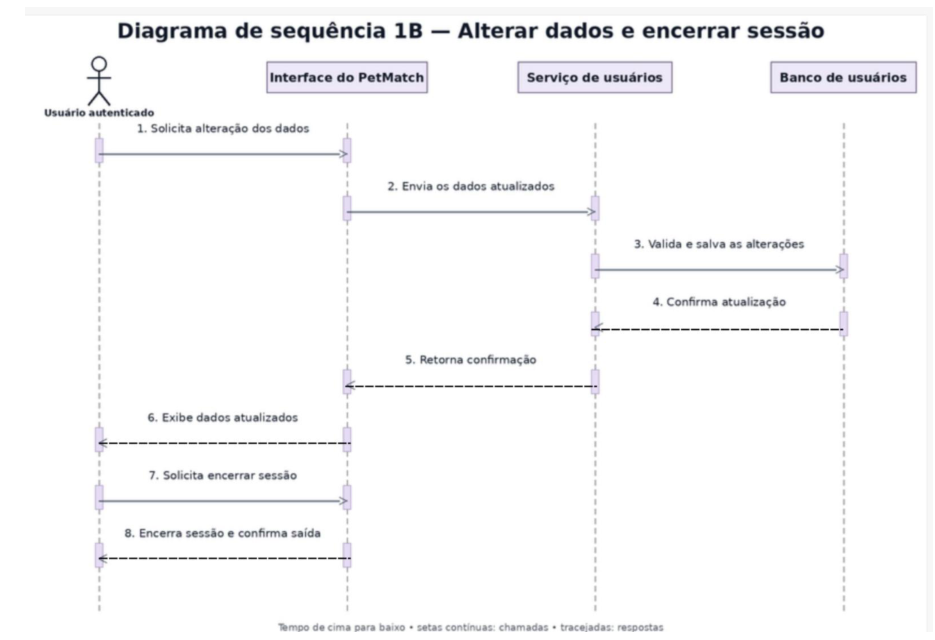 Diagrama de sequência 1B — Alterar dados e encerrar sessão
Interface do PetMatch
Serviço de usuários
Banco de usuários
Usuário autenticado
1. Solicita alteração dos dados
2. Envia os dados atualizados
3. Valida e salva as alterações
4. Confirma atualização
5. Retorna confirmação
6. Exibe dados atualizados
7. Solicita encerrar sessão
8. Encerra sessão e confirma saída
Tempo de cima para baixo • setas contínuas: chamadas • tracejadas: respostas